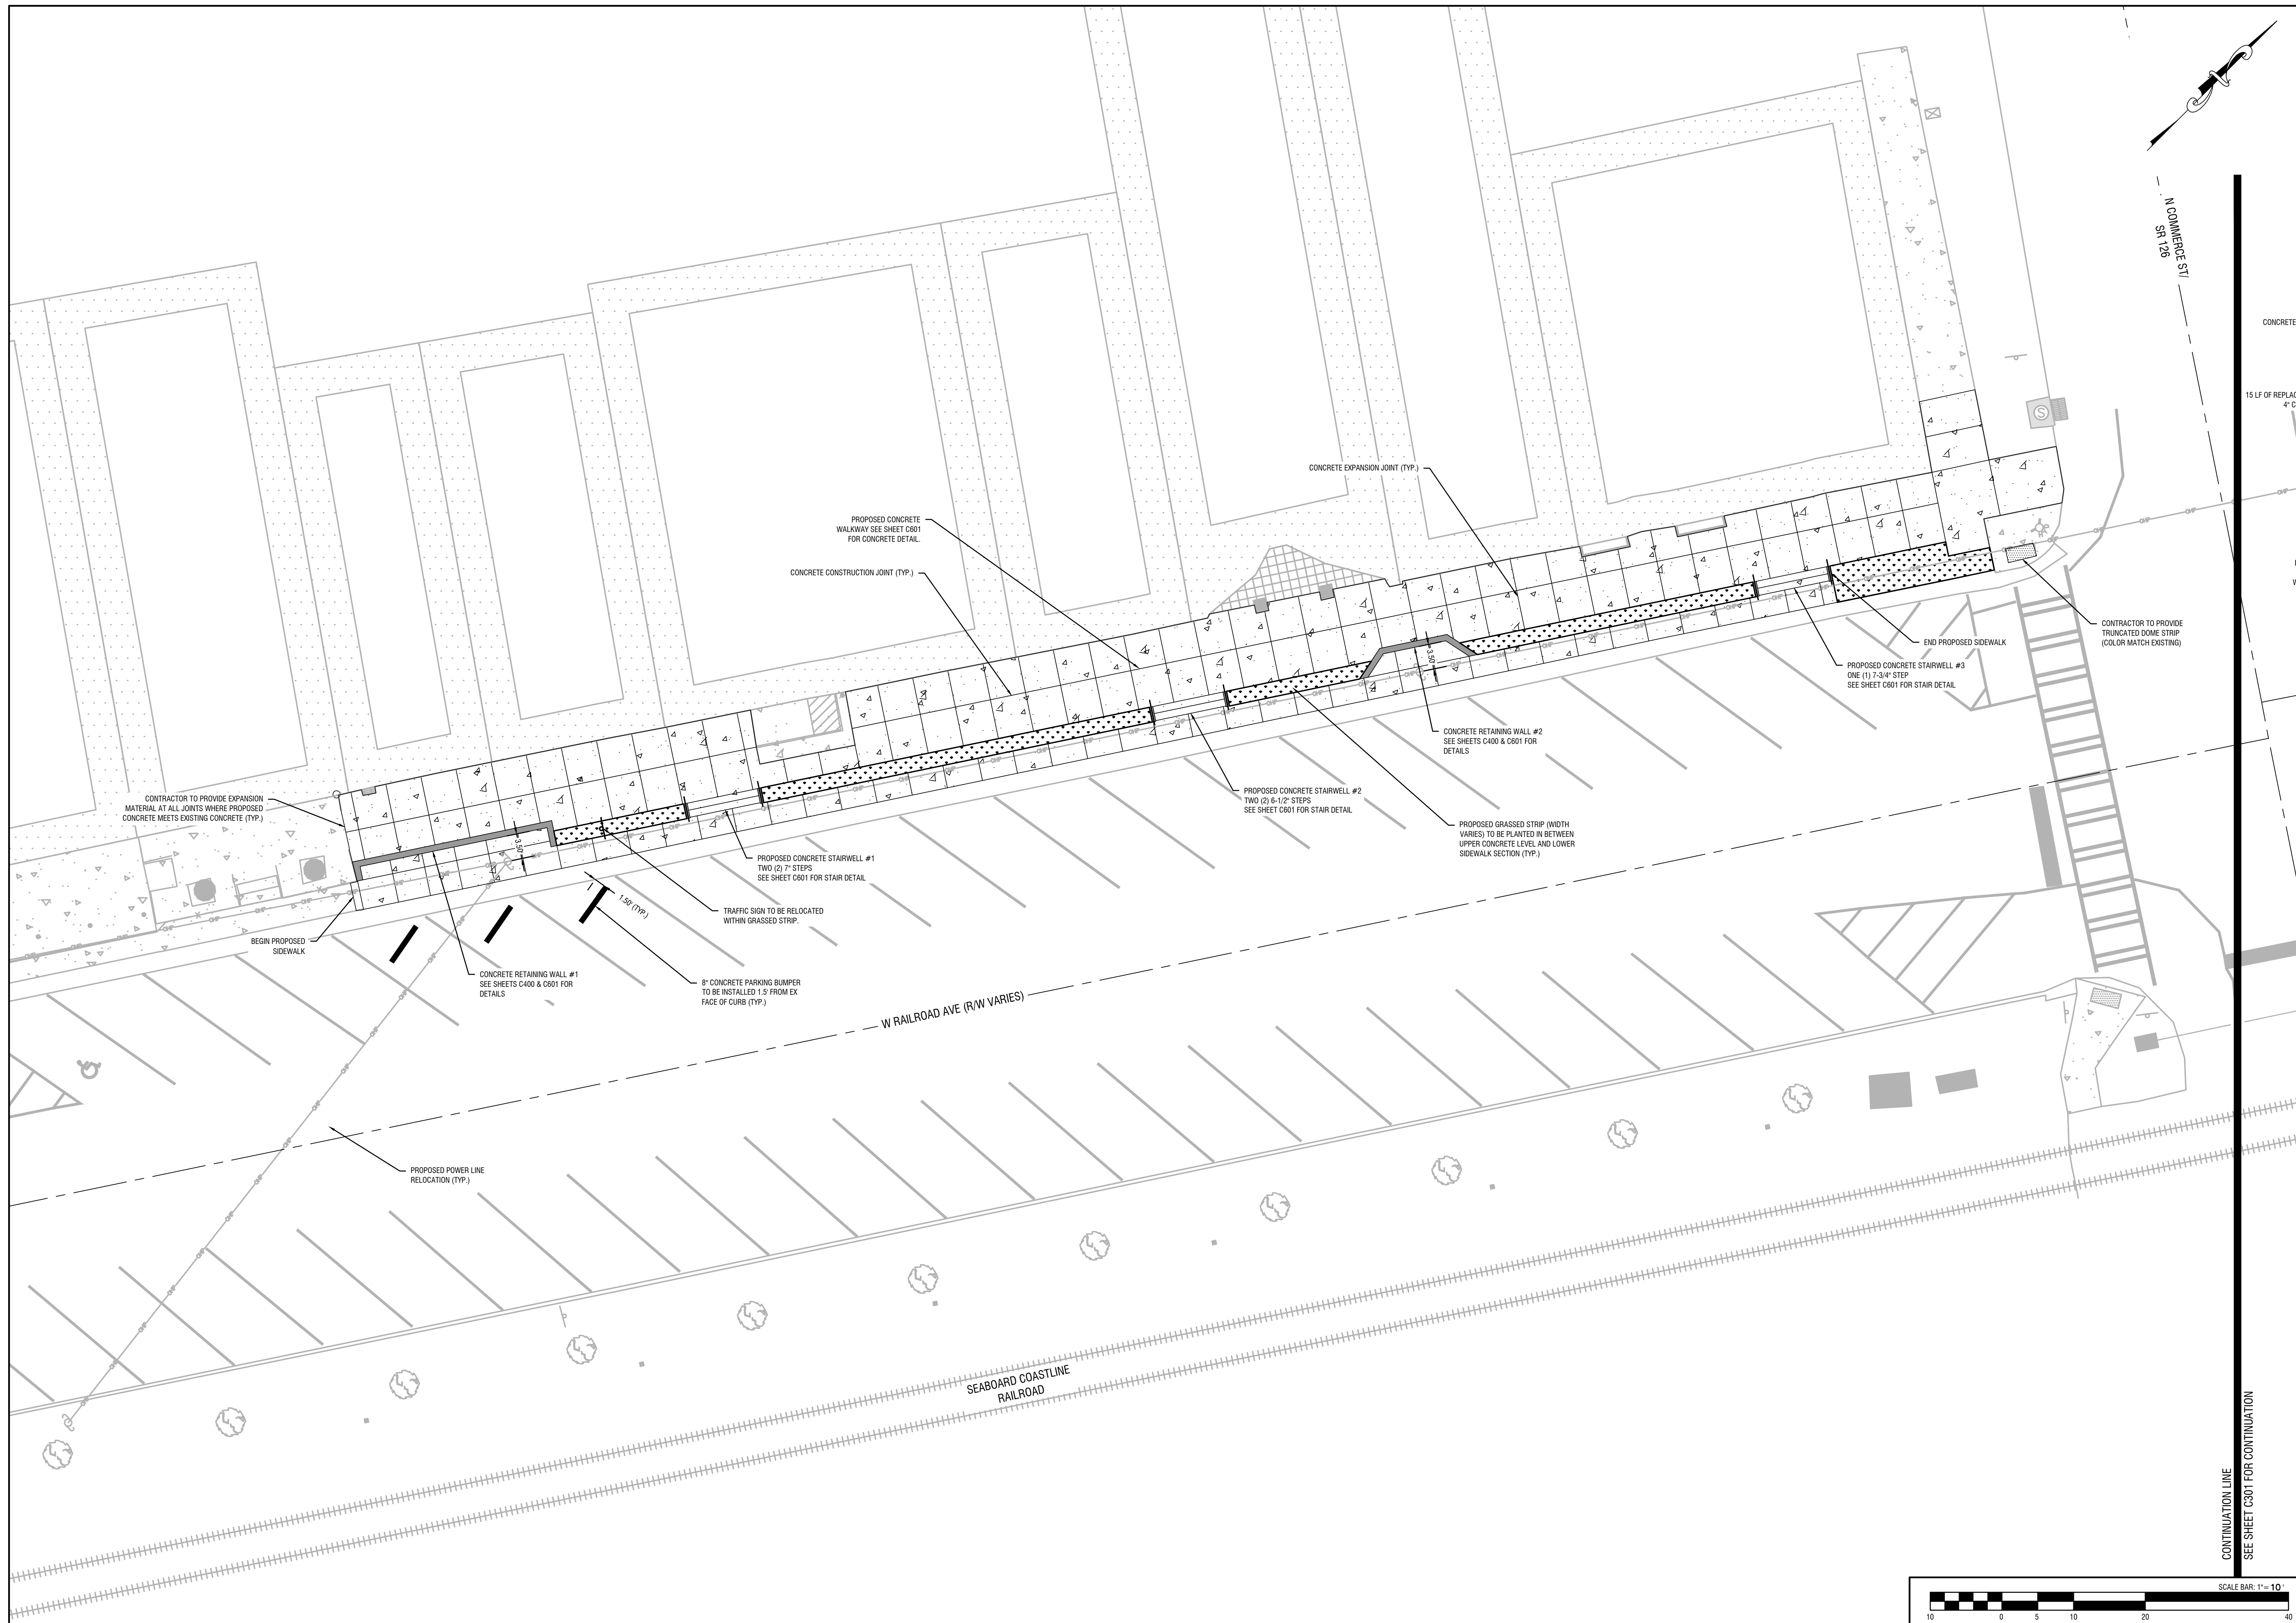 N COMMERCE ST/
SR 126
CONCRETE
15 LF OF REPLAC
4" C
W
CONCRETE EXPANSION JOINT (TYP.)
PROPOSED CONCRETE
WALKWAY SEE SHEET C601
FOR CONCRETE DETAIL.
CONCRETE CONSTRUCTION JOINT (TYP.)
S
CONTRACTOR TO PROVIDE
TRUNCATED DOME STRIP
(COLOR MATCH EXISTING)
END PROPOSED SIDEWALK
PROPOSED CONCRETE STAIRWELL #3
ONE (1) 7-3/4" STEP
SEE SHEET C601 FOR STAIR DETAIL
3.50'
CONCRETE RETAINING WALL #2
SEE SHEETS C400 & C601 FOR
DETAILS
CONTRACTOR TO PROVIDE EXPANSION
MATERIAL AT ALL JOINTS WHERE PROPOSED
CONCRETE MEETS EXISTING CONCRETE (TYP.)
PROPOSED CONCRETE STAIRWELL #2
TWO (2) 6-1/2" STEPS
SEE SHEET C601 FOR STAIR DETAIL
PROPOSED GRASSED STRIP (WIDTH
VARIES) TO BE PLANTED IN BETWEEN
UPPER CONCRETE LEVEL AND LOWER
SIDEWALK SECTION (TYP.)
3.50'
PROPOSED CONCRETE STAIRWELL #1
TWO (2) 7" STEPS
SEE SHEET C601 FOR STAIR DETAIL
1.50' (TYP.)
TRAFFIC SIGN TO BE RELOCATED
WITHIN GRASSED STRIP.
BEGIN PROPOSED
SIDEWALK
CONCRETE RETAINING WALL #1
SEE SHEETS C400 & C601 FOR
DETAILS
8" CONCRETE PARKING BUMPER
TO BE INSTALLED 1.5' FROM EX
FACE OF CURB (TYP.)
W RAILROAD AVE (R/W VARIES)
PROPOSED POWER LINE
RELOCATION (TYP.)
SEABOARD COASTLINE
RAILROAD
CONTINUATION LINE
SEE SHEET C301 FOR CONTINUATION
SCALE BAR: 1"= 10'
10 0 5 10 20 40